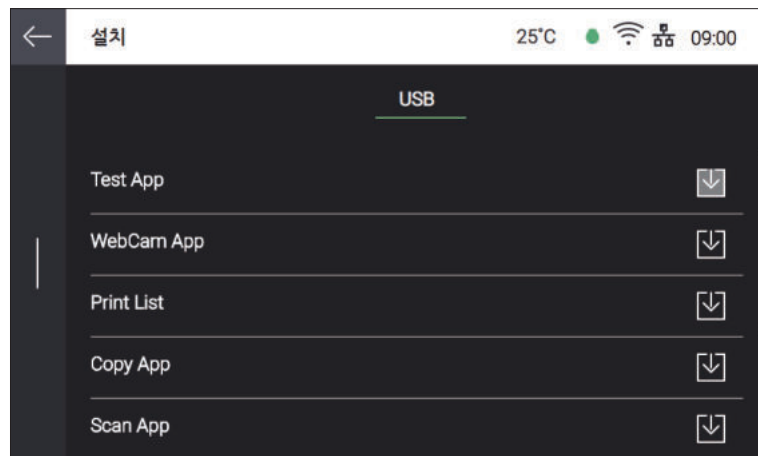 설치 25°C 09:00
USB
Test App
WebCam App
Print List
Copy App
Scan App